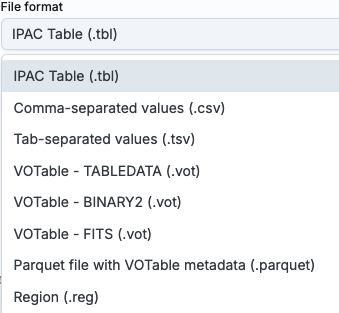 File format
IPAC Table (.tbl)
IPAC Table (.tbl)
Comma-separated values (.csv)
Tab-separated values (.tsv)
VOTable - TABLEDATA (.vot)
VOTable - BINARY2 (.vot)
VOTable - FITS (.vot)
Parquet file with VOTable metadata (.parquet)
Region (.reg)